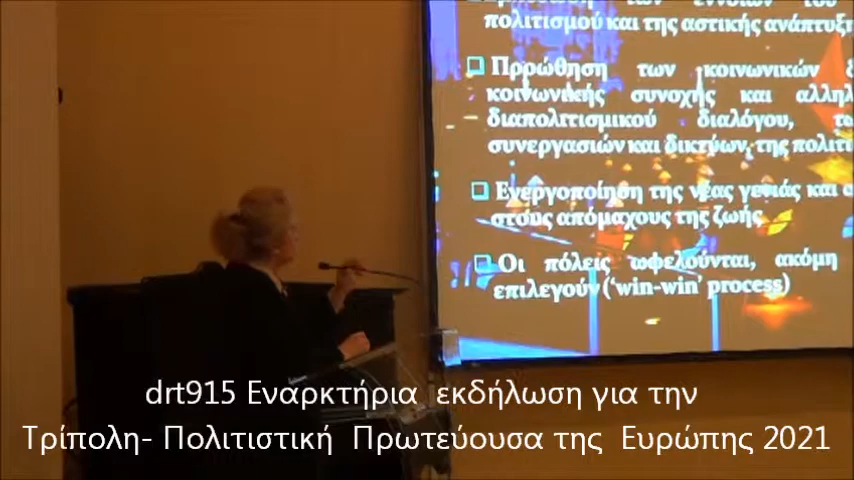 πολιτισμού και της αστικής ανάπτυξη
Προώθηση των κοινωνικών
κοινωνικής συνοχής και αλληλ
διαπολιτισμικού διαλόγου, τω
συνεργασιών και δικτύων, της πολιτι
Ενεργοποίηση της νέας γενιάς και
στους απόμαχους της ζωής
Οι πόλεις ωφελούνται, ακόμη
επιλεγούν ('win-win' process)
drt915 Εναρκτήρια εκδήλωση για την
Τρίπολη- Πολιτιστική Πρωτεύουσα της Ευρώπης 2021